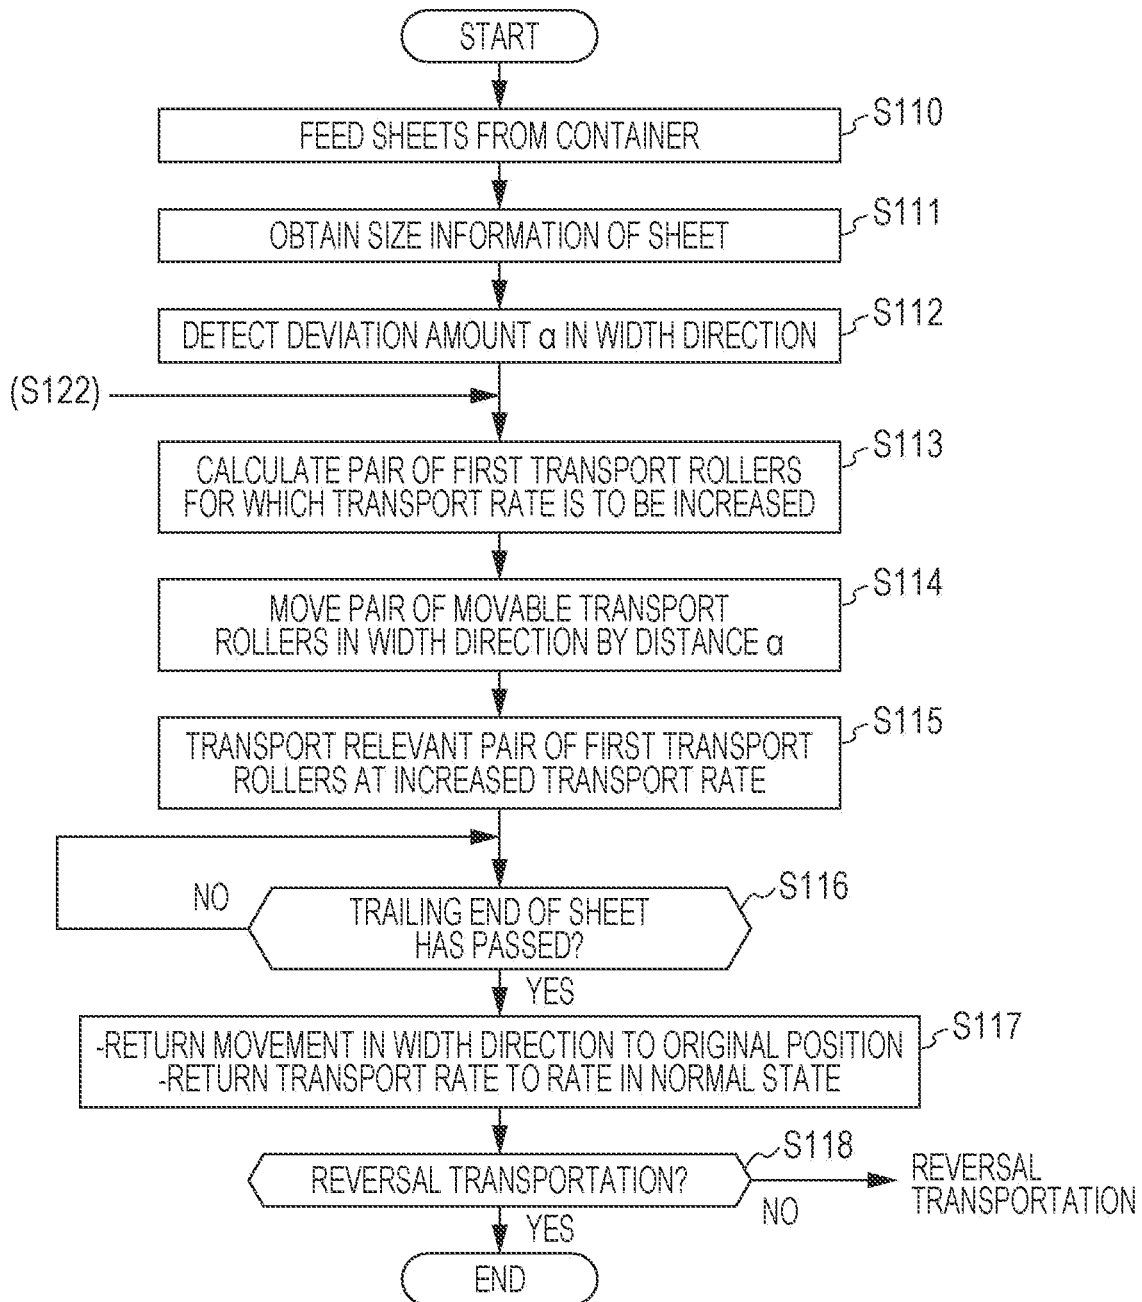 START
FEED SHEETS FROM CONTAINER
S110
OBTAIN SIZE INFORMATION OF SHEET
S111
DETECT DEVIATION AMOUNT α IN WIDTH DIRECTION
S112
(S122)
CALCULATE PAIR OF FIRST TRANSPORT ROLLERS
FOR WHICH TRANSPORT RATE IS TO BE INCREASED
S113
MOVE PAIR OF MOVABLE TRANSPORT
ROLLERS IN WIDTH DIRECTION BY DISTANCE α
S114
TRANSPORT RELEVANT PAIR OF FIRST TRANSPORT
ROLLERS AT INCREASED TRANSPORT RATE
S115
NO
TRAILING END OF SHEET
HAS PASSED?
S116
YES
-RETURN MOVEMENT IN WIDTH DIRECTION TO ORIGINAL POSITION
-RETURN TRANSPORT RATE TO RATE IN NORMAL STATE
S117
REVERSAL TRANSPORTATION?
S118
NO
REVERSAL
TRANSPORTATION
YES
END